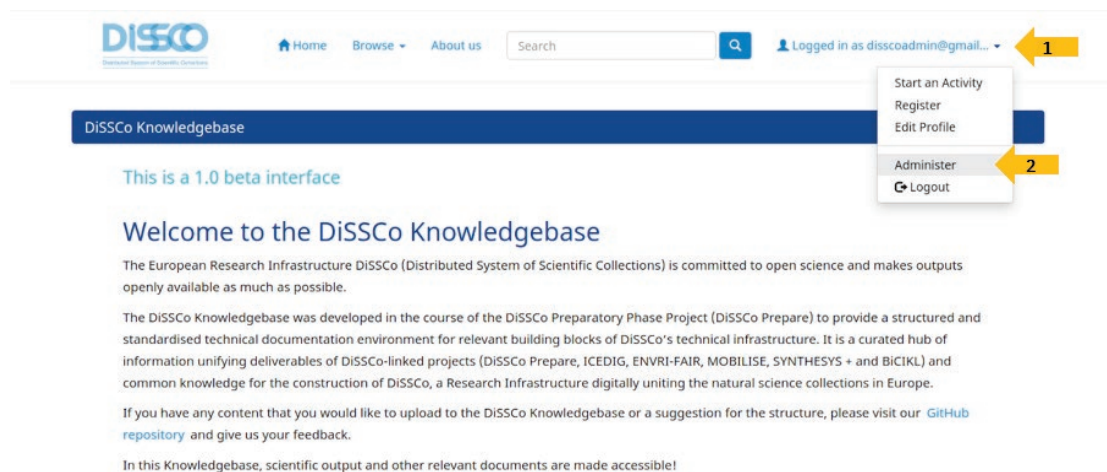 DiSSCo
Distributed System of Scientific Collections
Home Browse About us Search Logged in as disscoadmin@gmail... 1
Start an Activity
Register
Edit Profile
Administer 2
Logout
DiSSCo Knowledgebase
This is a 1.0 beta interface
Welcome to the DiSSCo Knowledgebase
The European Research Infrastructure DiSSCo (Distributed System of Scientific Collections) is committed to open science and makes outputs
openly available as much as possible.
The DiSSCo Knowledgebase was developed in the course of the DiSSCo Preparatory Phase Project (DiSSCo Prepare) to provide a structured and
standardised technical documentation environment for relevant building blocks of DiSSCo's technical infrastructure. It is a curated hub of
information unifying deliverables of DiSSCo-linked projects (DiSSCo Prepare, ICEDIG, ENVRI-FAIR, MOBILISE, SYNTHESYS + and BiCIKL) and
common knowledge for the construction of DiSSCo, a Research Infrastructure digitally uniting the natural science collections in Europe.
If you have any content that you would like to upload to the DiSSCo Knowledgebase or a suggestion for the structure, please visit our GitHub
repository and give us your feedback.
In this Knowledgebase, scientific output and other relevant documents are made accessible!